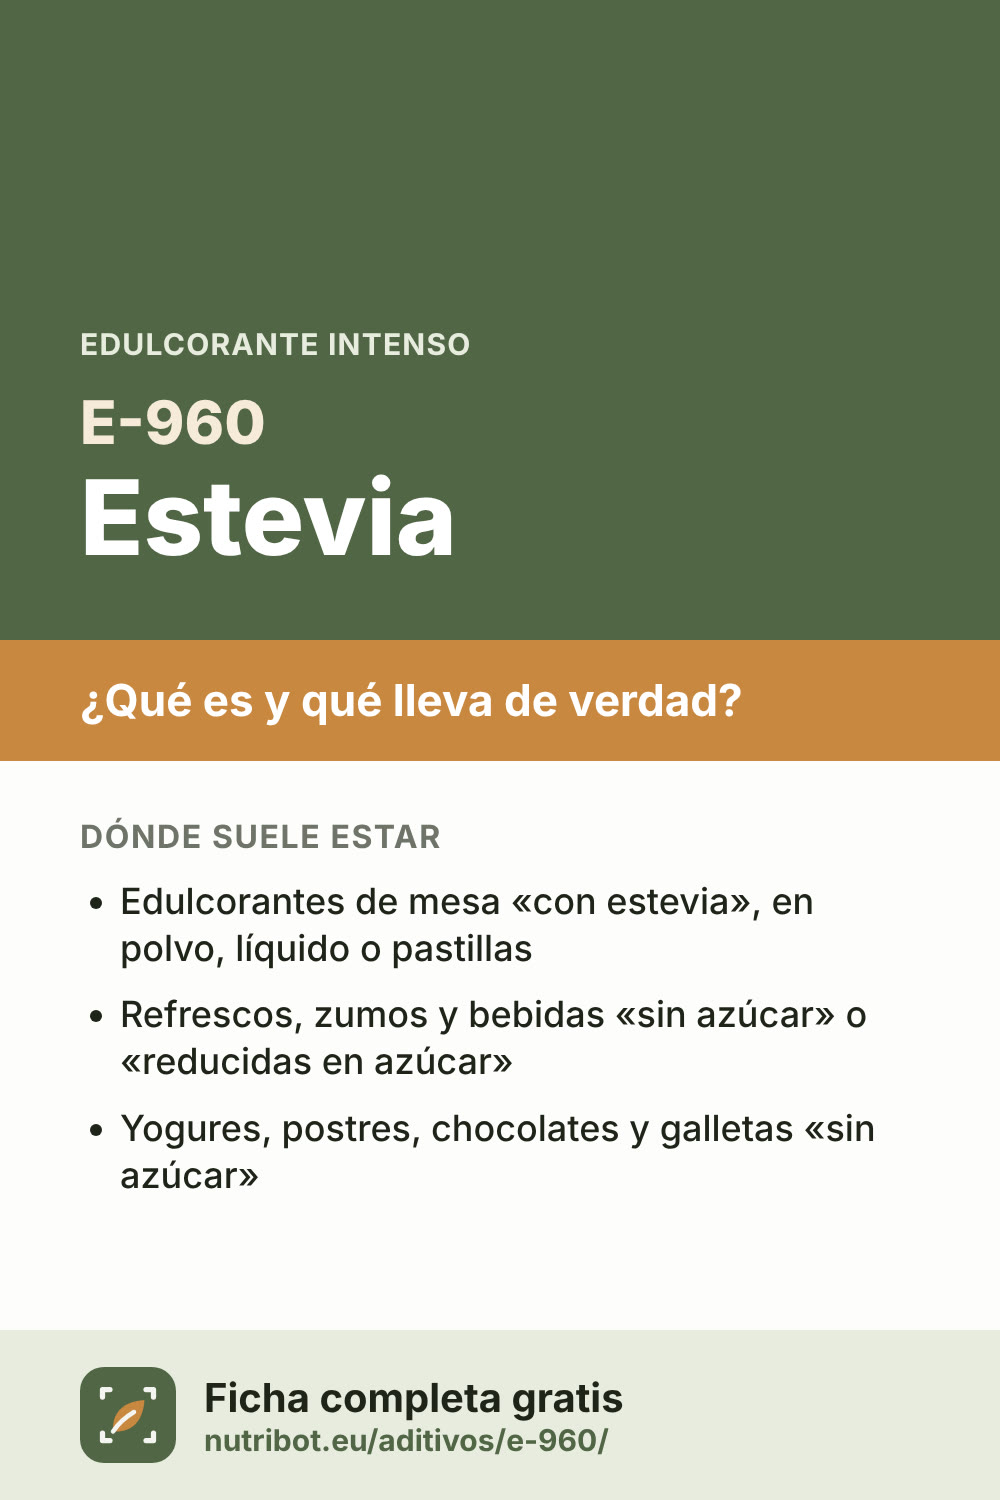 EDULCORANTE INTENSO
E-960
Estevia
¿Qué es y qué lleva de verdad?
DÓNDE SUELE ESTAR
• Edulcorantes de mesa «con estevia», en
polvo, líquido o pastillas
• Refrescos, zumos y bebidas «sin azúcar» o
«reducidas en azúcar»
• Yogures, postres, chocolates y galletas «sin
azúcar»
Ficha completa gratis
nutribot.eu/aditivos/e-960/